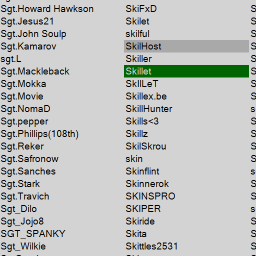 Sgt.Howard Hawkson SkiFxD S
Sgt.Jesus21 Skilet S
Sgt.John Soulp skilful S
Sgt.Kamarov SkilHost S
sgt.L Skiller S
Sgt.Mackleback Skillet S
Sgt.Mokka SkIlLeT S
Sgt.Movie Skillex.be S
Sgt.NomaD SkillHunter s
Sgt.pepper Skills<3 S
Sgt.Phillips(108th) Skillz S
Sgt.Reker SkilSkrou S
Sgt.Safronow skin S
Sgt.Sanches Skinflint s
Sgt.Stark Skinnerok S
Sgt.Travich SKINSPRO S
Sgt_Dilo SKIPER S
Sgt_Jojo8 Skiride S
SGT_SPANKY Skita S
Sgt_Wilkie Skittles2531 S